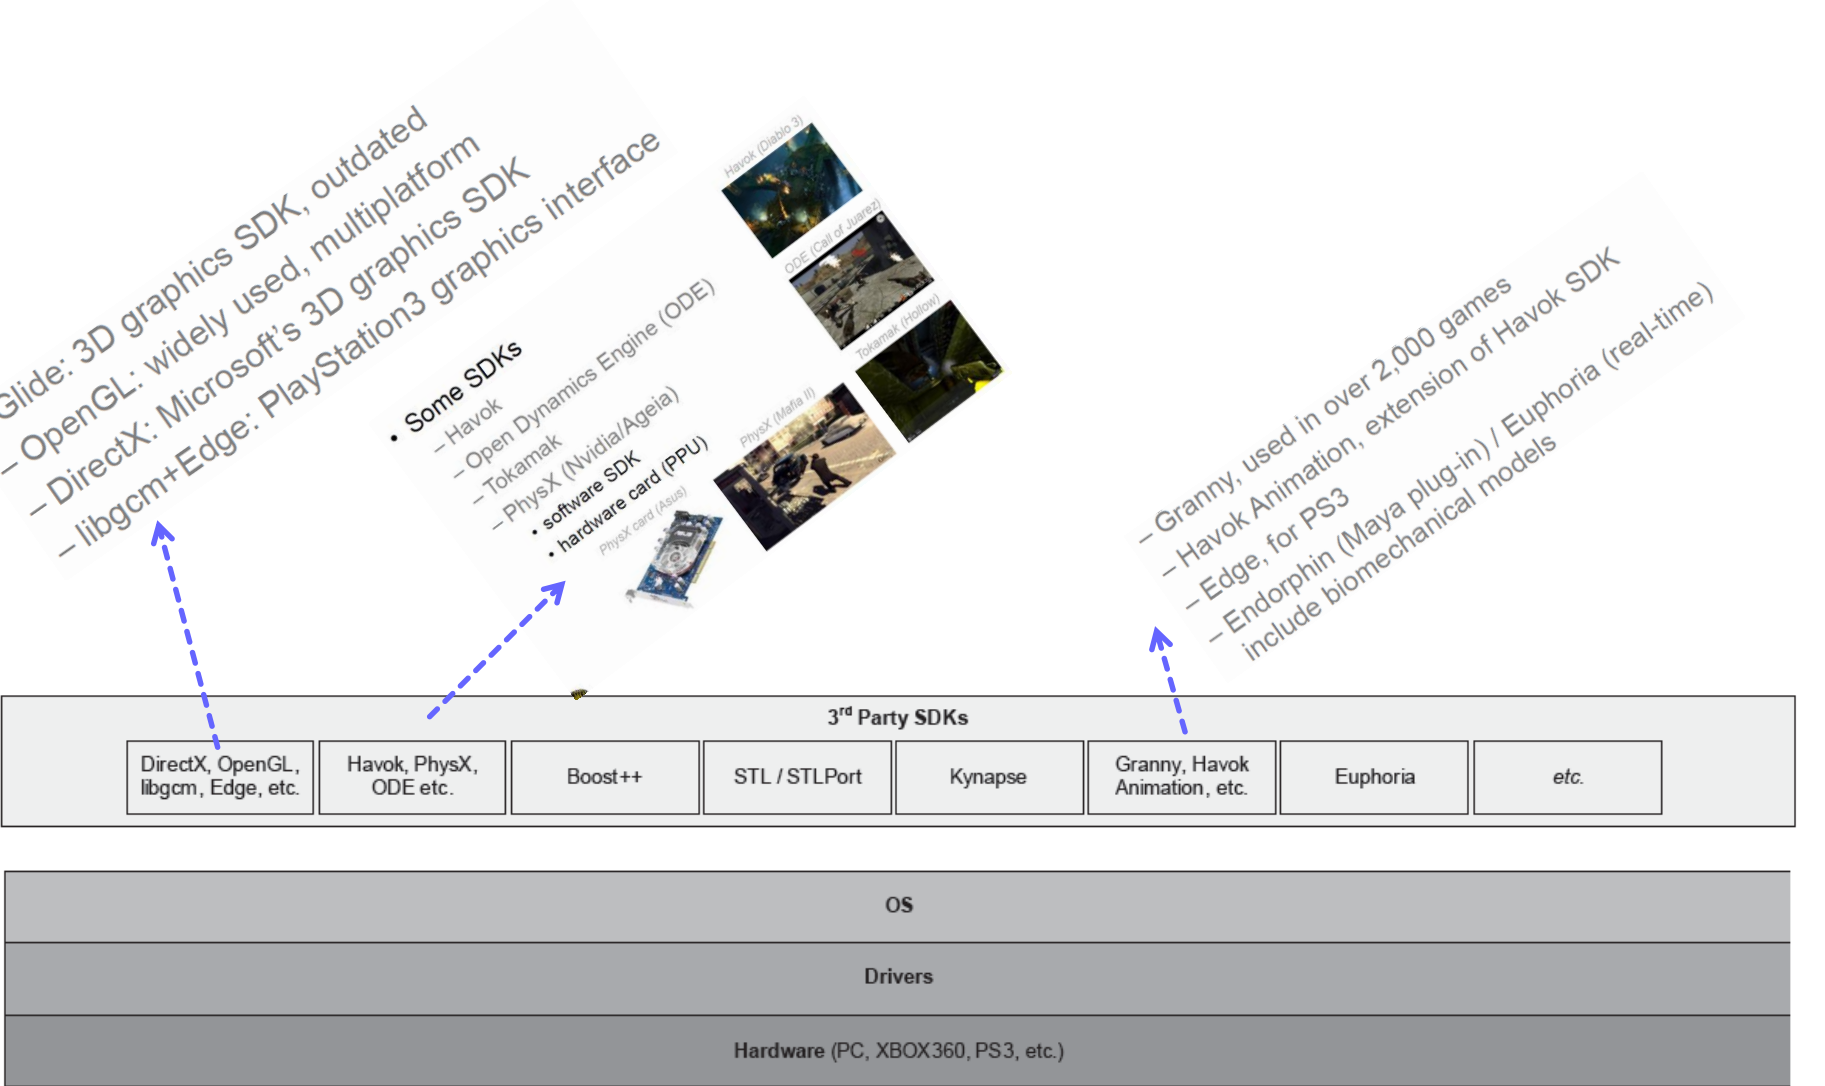 Glide: 3D graphics SDK, outdated
– OpenGL: widely used, multiplatform
– DirectX: Microsoft's 3D graphics SDK
– libgcm+Edge: PlayStation3 graphics interface
• Some SDKs
– Havok
– Open Dynamics Engine (ODE)
– Tokamak
– PhysX (Nvidia/Ageia)
• software SDK
• hardware card (PPU)
PhysX card (Asus)
Havok (Diablo 3)
ODE (Call of Juarez)
Tokamak (Hollow)
PhysX (Mafia II)
– Granny, used in over 2,000 games
– Havok Animation, extension of Havok SDK
– Edge, for PS3
– Endorphin (Maya plug-in) / Euphoria (real-time)
include biomechanical models
3rd Party SDKs
DirectX, OpenGL,
libgcm, Edge, etc.
Havok, PhysX,
ODE etc.
Boost++
STL / STLPort
Kynapse
Granny, Havok
Animation, etc.
Euphoria
etc.
OS
Drivers
Hardware (PC, XBOX360, PS3, etc.)